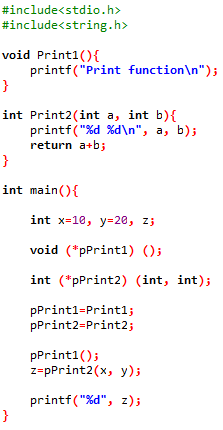 #include<stdio.h>
#include<string.h>

void Print1(){
    printf("Print function\n");
}

int Print2(int a, int b){
    printf("%d %d\n", a, b);
    return a+b;
}

int main(){

    int x=10, y=20, z;

    void (*pPrint1) ();

    int (*pPrint2) (int, int);

    pPrint1=Print1;
    pPrint2=Print2;

    pPrint1();
    z=pPrint2(x, y);

    printf("%d", z);
}